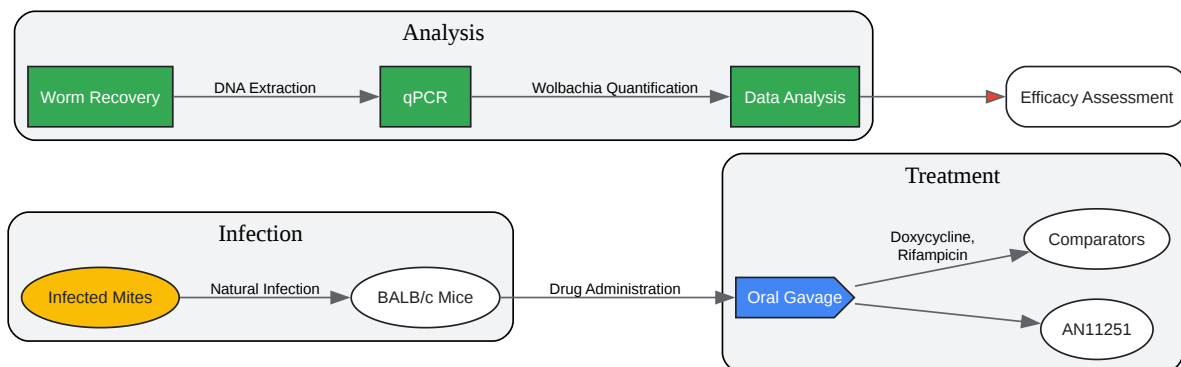 Analysis
Worm Recovery
DNA Extraction
qPCR
Wolbachia Quantification
Data Analysis
Efficacy Assessment
Infection
Infected Mites
Natural Infection
BALB/c Mice
Drug Administration
Treatment
Oral Gavage
Doxycycline,
Rifampicin
Comparators
AN11251